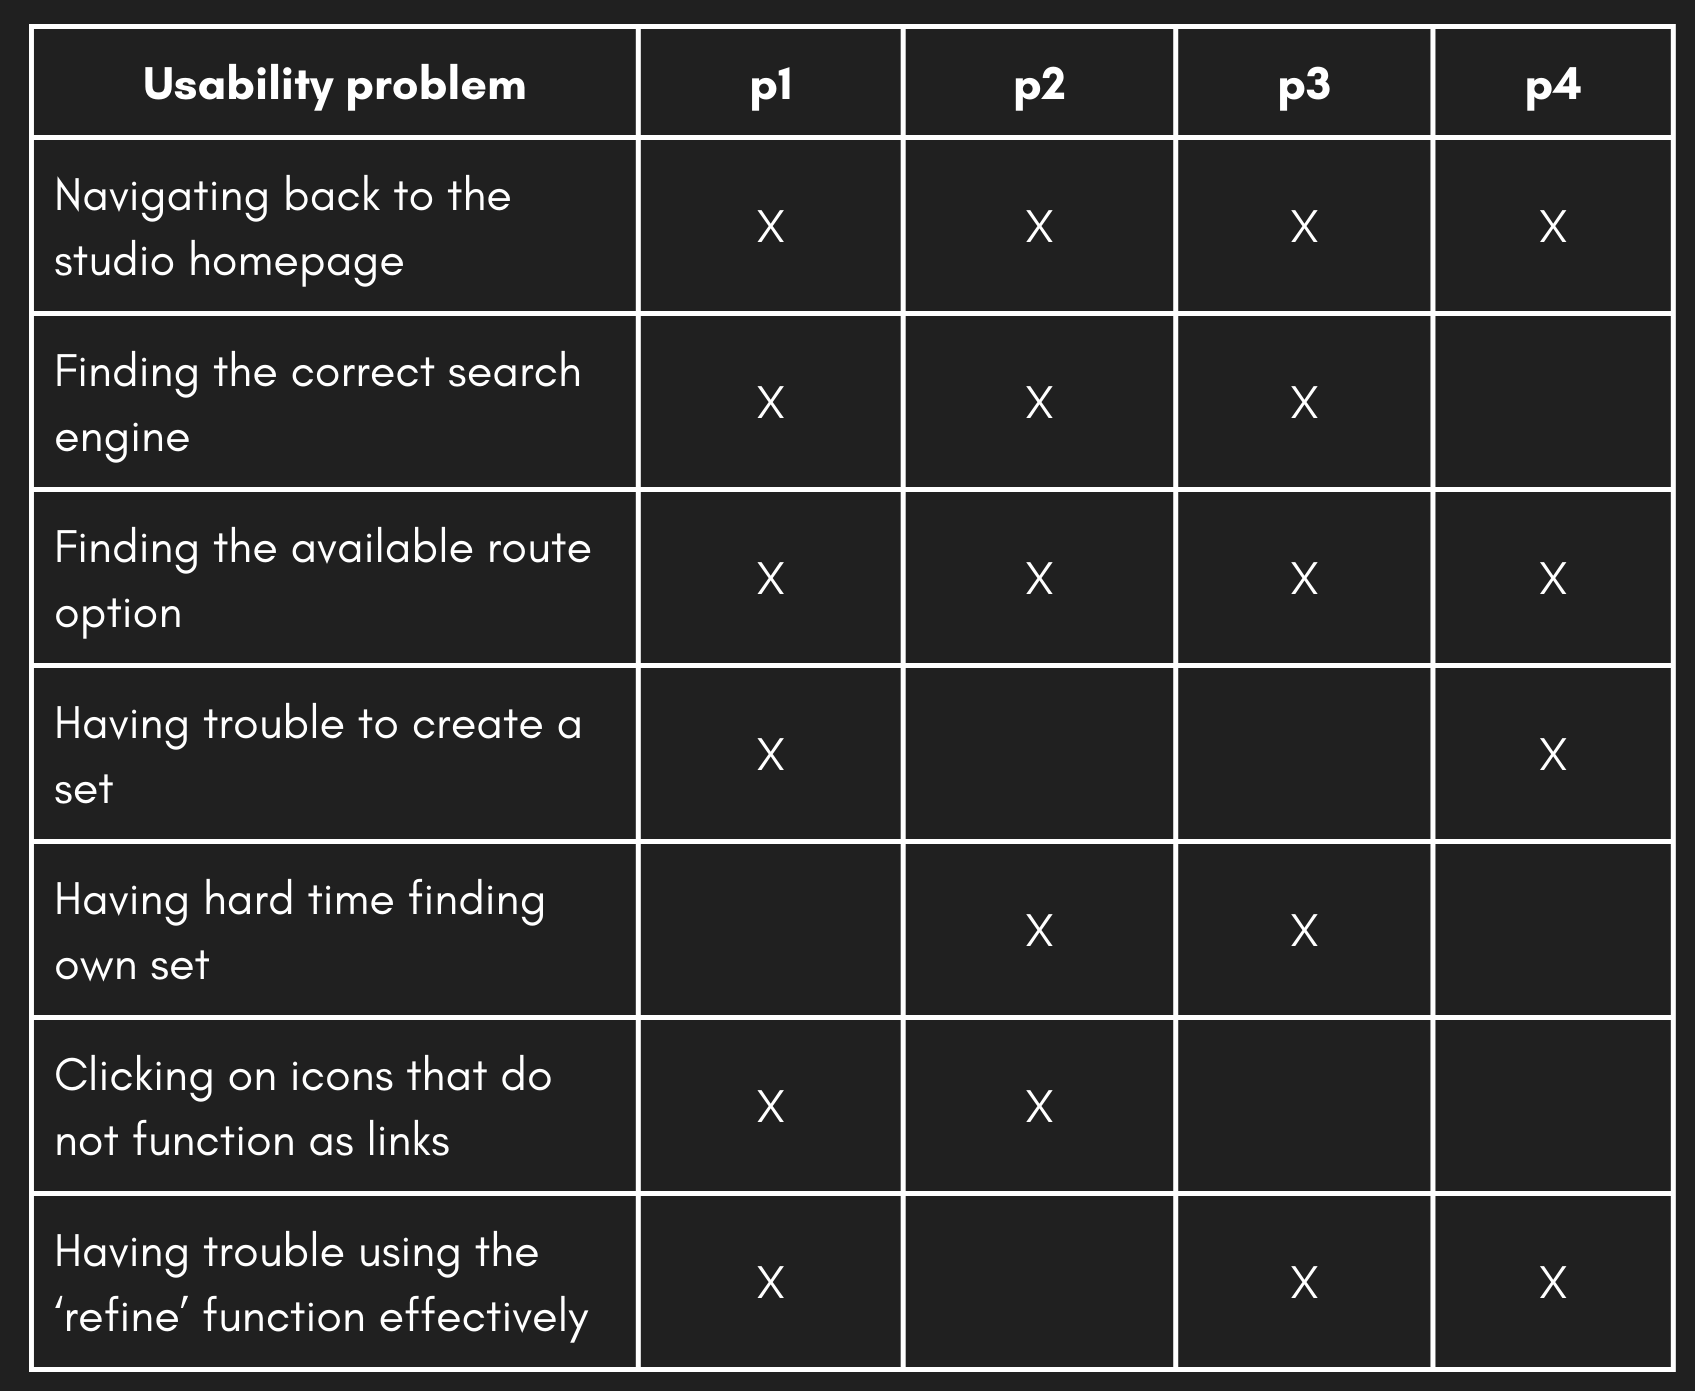 Usability problem p1 p2 p3 p4
Navigating back to the
studio homepage
X X X X
Finding the correct search
engine
X X X
Finding the available route
option
X X X X
Having trouble to create a
set
X X
Having hard time finding
own set
X X
Clicking on icons that do
not function as links
X X
Having trouble using the
‘refine’ function effectively
X X X